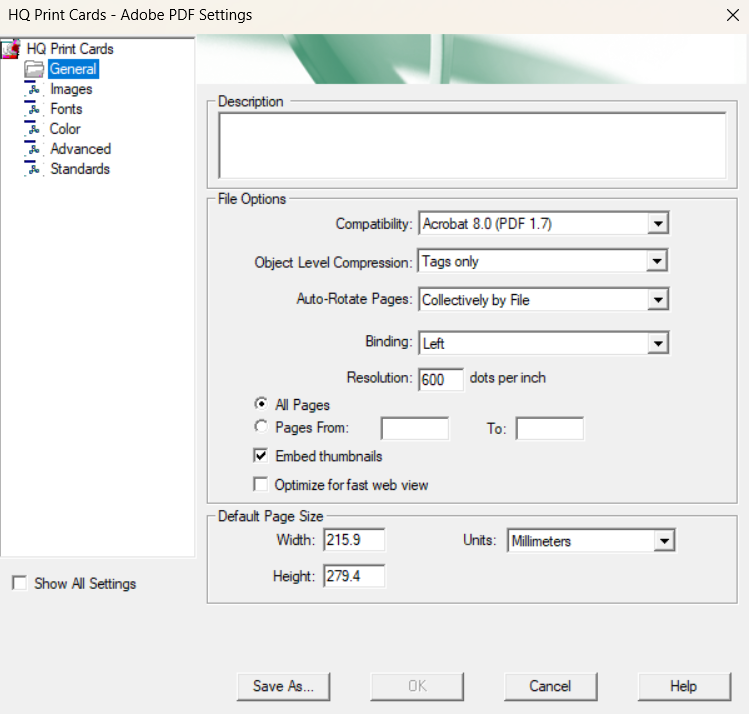 HQ Print Cards - Adobe PDF Settings
HQ Print Cards
General
Images
Fonts
Color
Advanced
Standards
Show All Settings
Description
File Options
Compatibility: Acrobat 8.0 (PDF 1.7)
Object Level Compression: Tags only
Auto-Rotate Pages: Collectively by File
Binding: Left
Resolution: 600 dots per inch
All Pages
Pages From: To:
Embed thumbnails
Optimize for fast web view
Default Page Size
Width: 215.9 Units: Millimeters
Height: 279.4
Save As... OK Cancel Help